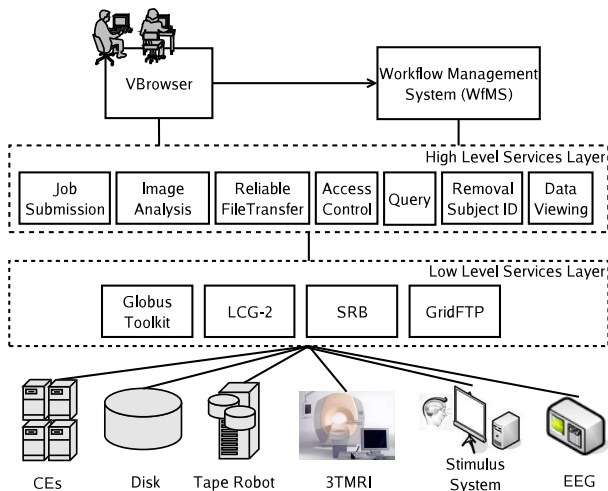 VBrowser
Workflow Management
System (WfMS)
High Level Services Layer
Job
Submission
Image
Analysis
Reliable
FileTransfer
Access
Control
Query
Removal
Subject ID
Data
Viewing
Low Level Services Layer
Globus
Toolkit
LCG-2
SRB
GridFTP
CEs
Disk
Tape Robot
3TMRI
Stimulus
System
EEG